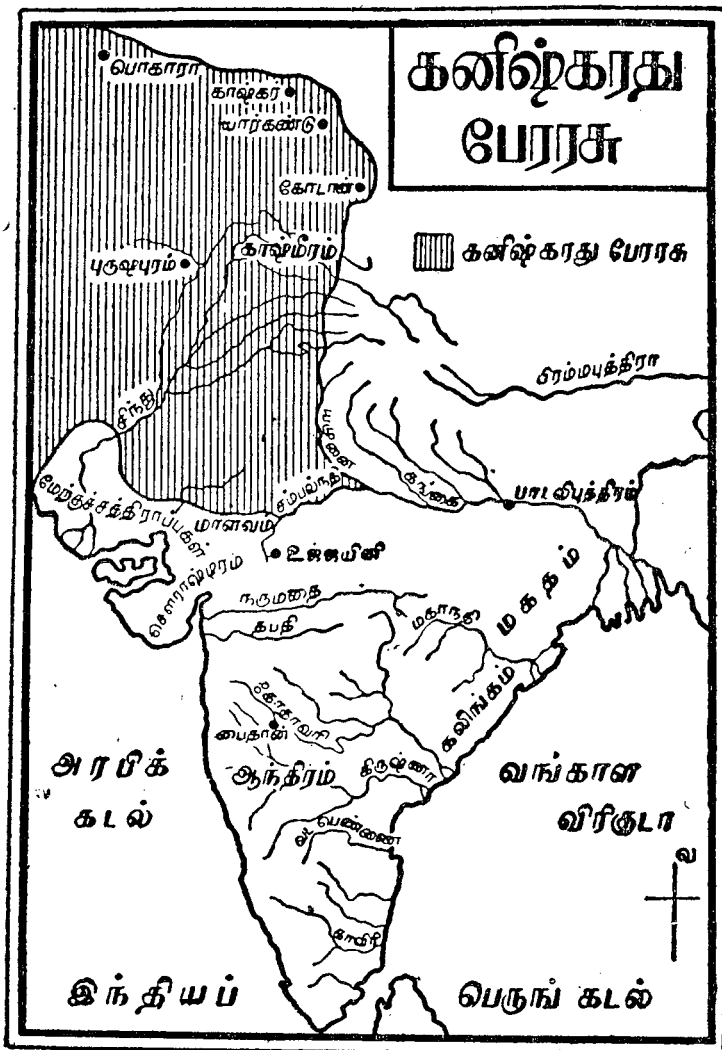 கனிஷ்கரது
பேரரசு
பொகாரா
காஷ்கர்
யார்கண்டு
கோடான்
காஷ்மீரம்
புருஷபுரம்
கனிஷ்கரது பேரரசு
பிரம்மபுத்திரா
சிந்து
யமுனை
கங்கை
பாடலிபுத்திரம்
சம்பல்நதி
மேற்குச்சத்திராப்புகள்
மாளவம்
உஜ்ஜயினி
சௌராஷ்டிரம்
நருமதை
தபதி
மகாநதி
மகதம்
கலிங்கம்
கோதாவரி
பைதான்
ஆந்திரம்
கிருஷ்ணா
அரபிக்
கடல்
வங்காள
விரிகுடா
வட பெண்ணை
வ
காவிரி
இந்தியப்
பெருங் கடல்